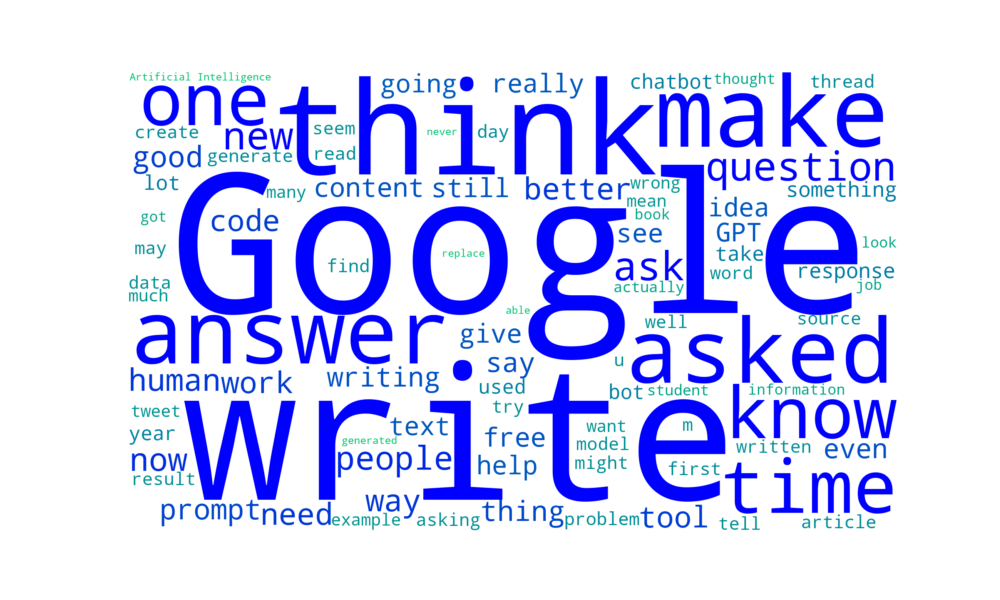 Artificial Intelligence going really chatbot thought thread
one think make
create new seem never day
good generate read question
lot many content still better wrong something
got code mean book idea
Google
may find replace see GPT look
ask take
data actually word response job
much able
answer give well source
say u asked
human work writing used bot student information
tweet try know
year write text free want m
generated model written even
now people help might first
result time
prompt need way thing
example asking problem tool tell article